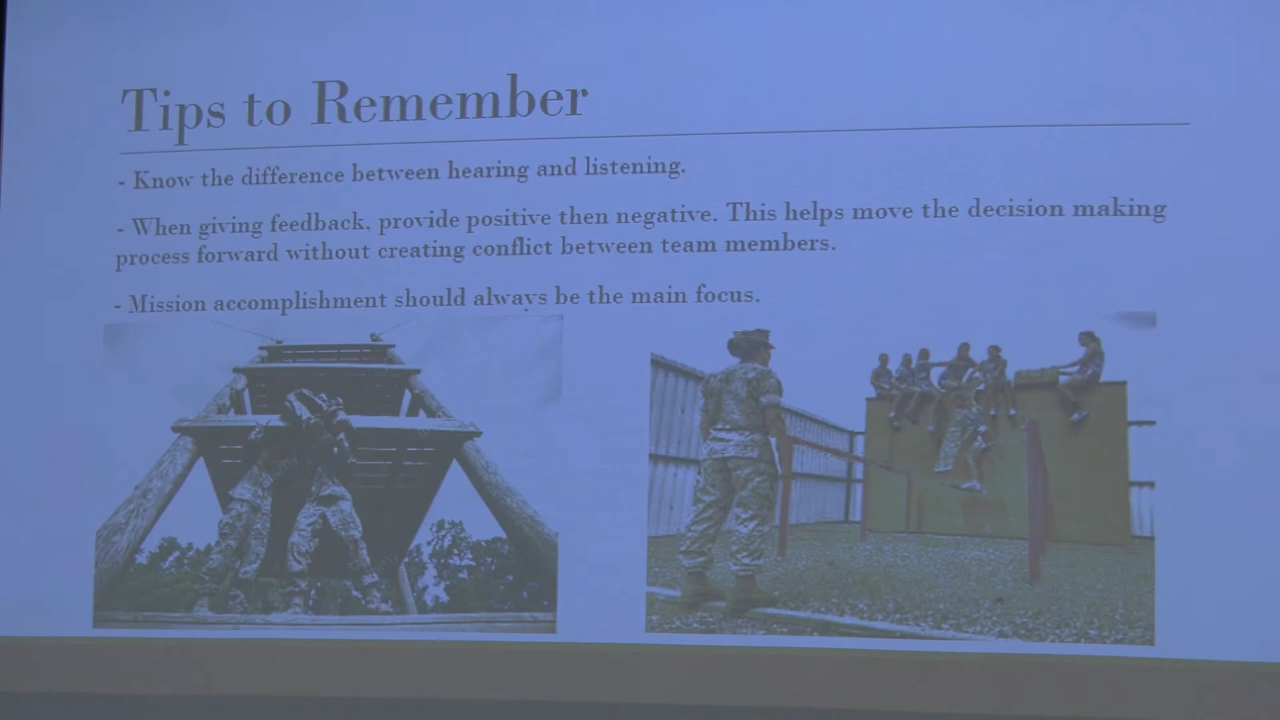 Tips to Remember
- Know the difference between hearing and listening.
- When giving feedback, provide positive then negative. This helps move the decision making
process forward without creating conflict between team members.
- Mission accomplishment should always be the main focus.